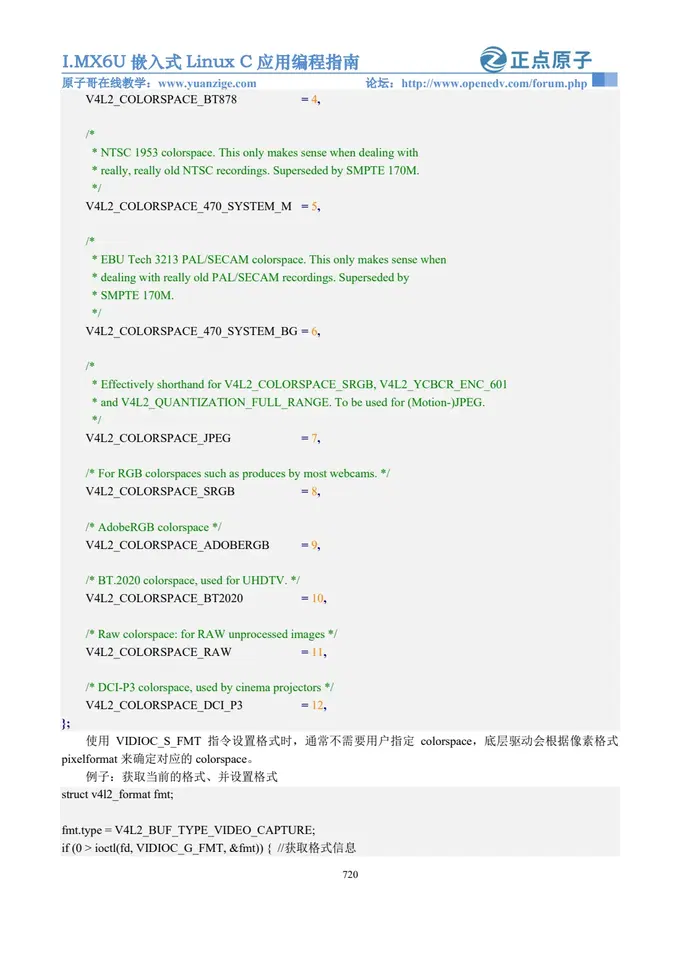 I.MX6U 嵌入式 Linux C 应用编程指南
正点原子
原子哥在线教学：www.yuanzige.com 论坛：http://www.openedv.com/forum.php
V4L2_COLORSPACE_BT878 = 4,
/*
* NTSC 1953 colorspace. This only makes sense when dealing with
* really, really old NTSC recordings. Superseded by SMPTE 170M.
*/
V4L2_COLORSPACE_470_SYSTEM_M = 5,
/*
* EBU Tech 3213 PAL/SECAM colorspace. This only makes sense when
* dealing with really old PAL/SECAM recordings. Superseded by
* SMPTE 170M.
*/
V4L2_COLORSPACE_470_SYSTEM_BG = 6,
/*
* Effectively shorthand for V4L2_COLORSPACE_SRGB, V4L2_YCBCR_ENC_601
* and V4L2_QUANTIZATION_FULL_RANGE. To be used for (Motion-)JPEG.
*/
V4L2_COLORSPACE_JPEG = 7,
/* For RGB colorspaces such as produces by most webcams. */
V4L2_COLORSPACE_SRGB = 8,
/* AdobeRGB colorspace */
V4L2_COLORSPACE_ADOBERGB = 9,
/* BT.2020 colorspace, used for UHDTV. */
V4L2_COLORSPACE_BT2020 = 10,
/* Raw colorspace: for RAW unprocessed images */
V4L2_COLORSPACE_RAW = 11,
/* DCI-P3 colorspace, used by cinema projectors */
V4L2_COLORSPACE_DCI_P3 = 12,
};
使用 VIDIOC_S_FMT 指令设置格式时，通常不需要用户指定 colorspace，底层驱动会根据像素格式
pixelformat 来确定对应的 colorspace。
例子：获取当前的格式、并设置格式
struct v4l2_format fmt;
fmt.type = V4L2_BUF_TYPE_VIDEO_CAPTURE;
if (0 > ioctl(fd, VIDIOC_G_FMT, &fmt)) { //获取格式信息
720